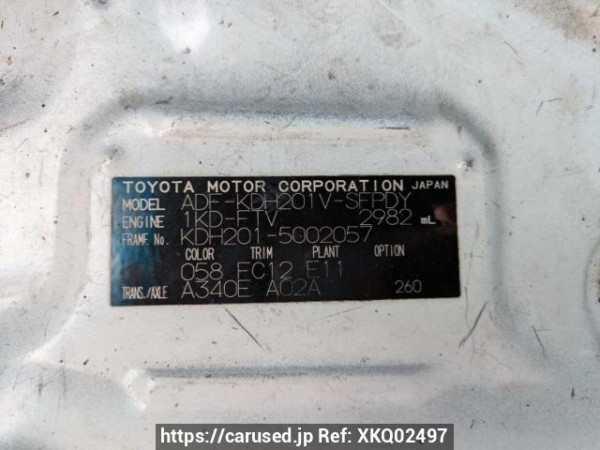 TOYOTA MOTOR CORPORATION JAPAN
MODEL ADF-KDH201V-SFPDY
ENGINE 1KD-FTV 2982 mL
FRAME No. KDH201-5002057
COLOR TRIM PLANT OPTION
058 EC12 E11
TRANS./AXLE A340E A02A 260
https://carused.jp Ref: XKQ02497